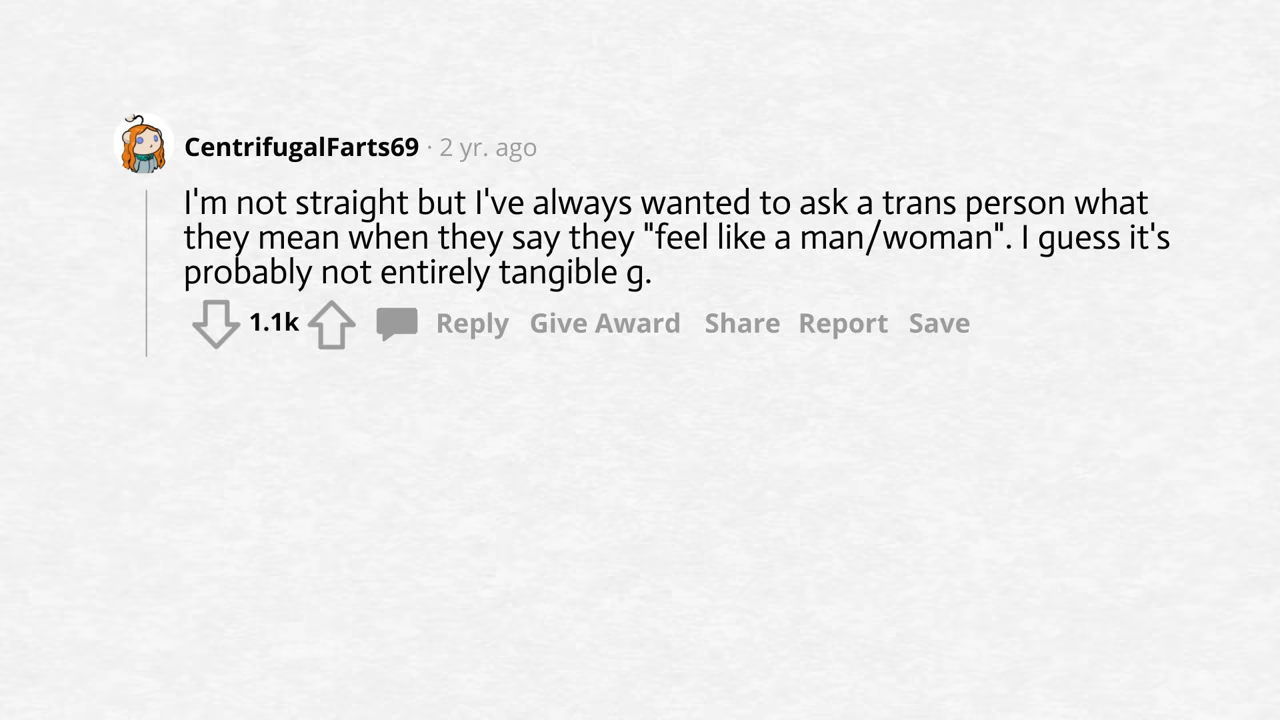 CentrifugalFarts69 · 2 yr. ago
I'm not straight but I've always wanted to ask a trans person what
they mean when they say they "feel like a man/woman". I guess it's
probably not entirely tangible g.
1.1k Reply Give Award Share Report Save